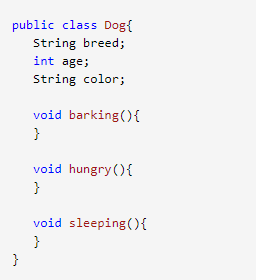 public class Dog{
String breed;
int age;
String color;
void barking(){
}
void hungry(){
}
void sleeping(){
}
}